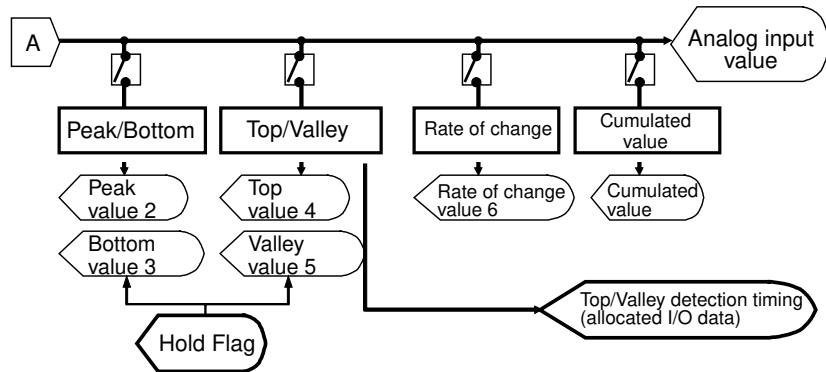 A
Analog input
value
Peak/Bottom
Top/Valley
Rate of change
Cumulated
value
Peak
value 2
Top
value 4
Rate of change
value 6
Cumulated
value
Bottom
value 3
Valley
value 5
Top/Valley detection timing
(allocated I/O data)
Hold Flag